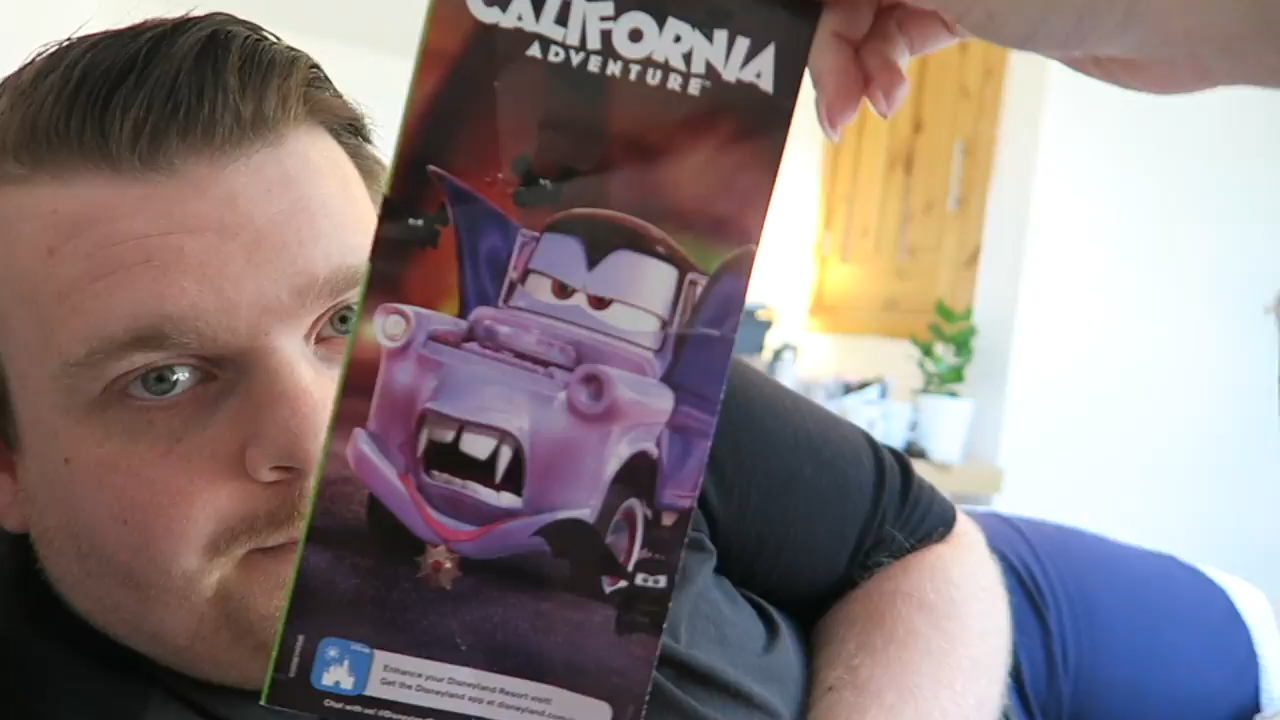 CALIFORNIA
ADVENTURE
Enhance your Disneyland Resort visit!
Get the Disneyland app at disneyland.com
Chat with us!